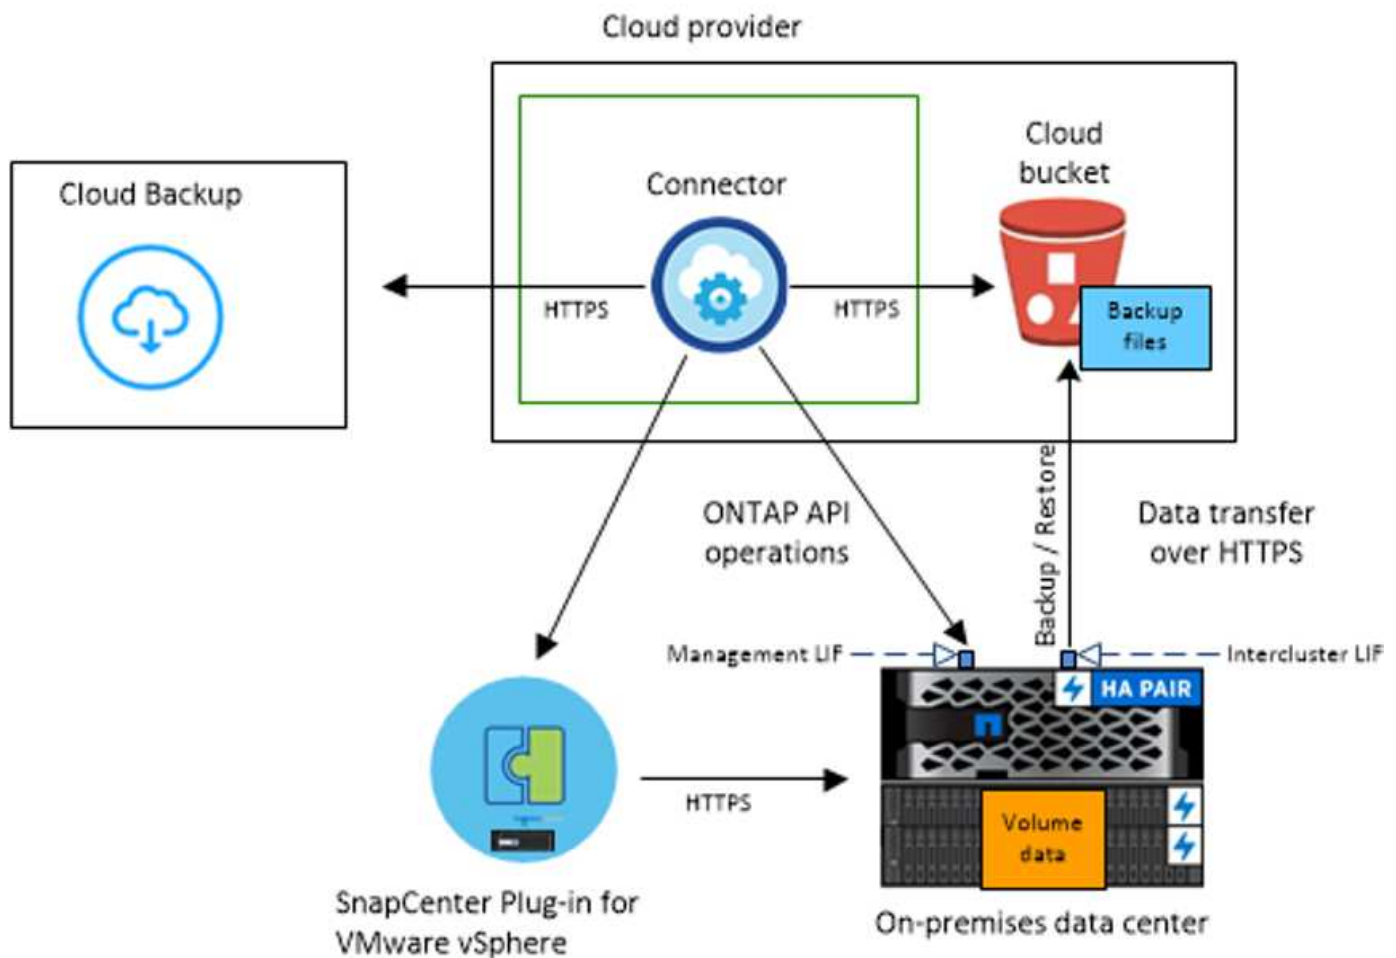 Cloud provider
Cloud Backup
Connector
Cloud
bucket
HTTPS
HTTPS
Backup
files
ONTAP API
operations
Backup / Restore
Data transfer
over HTTPS
Management LIF
Intercluster LIF
HA PAIR
HTTPS
Volume
data
SnapCenter Plug-in for
VMware vSphere
On-premises data center